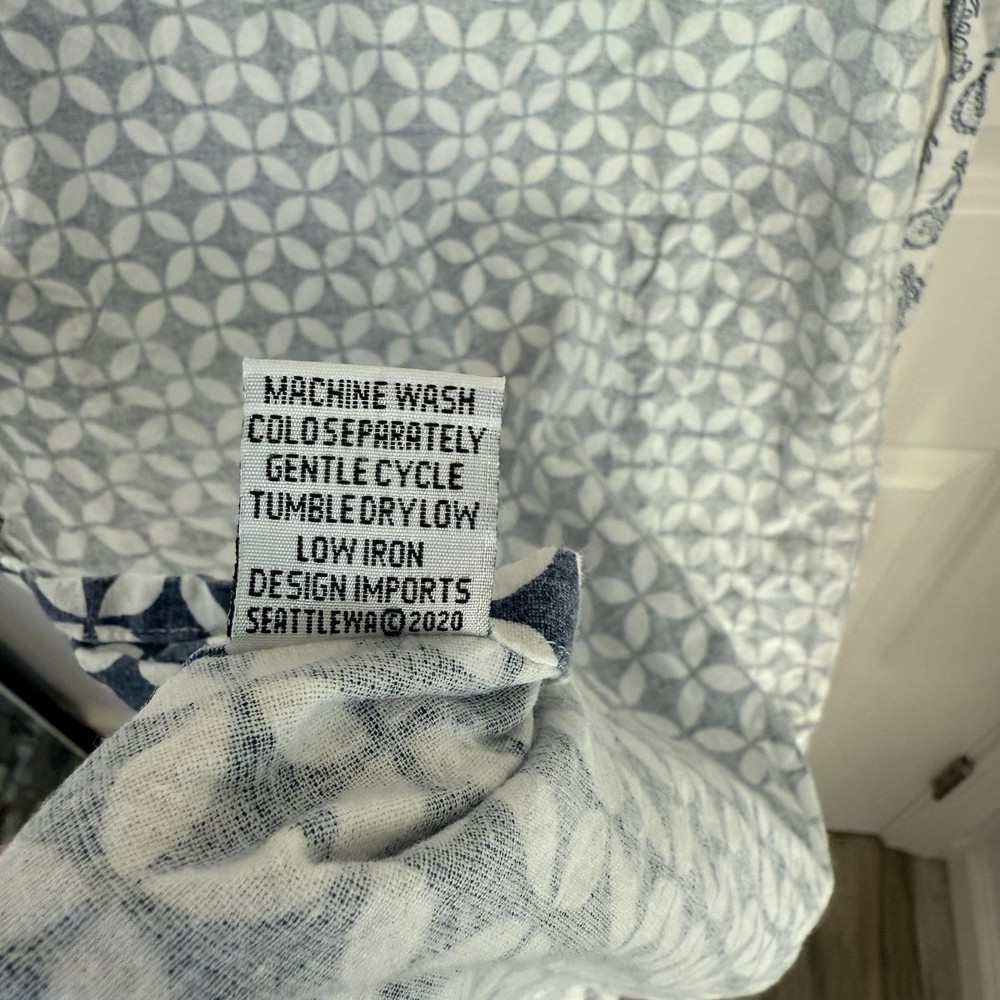 MACHINE WASH
COLD SEPARATELY
GENTLE CYCLE
TUMBLE DRY LOW
LOW IRON
DESIGN IMPORTS
SEATTLE WA © 2020